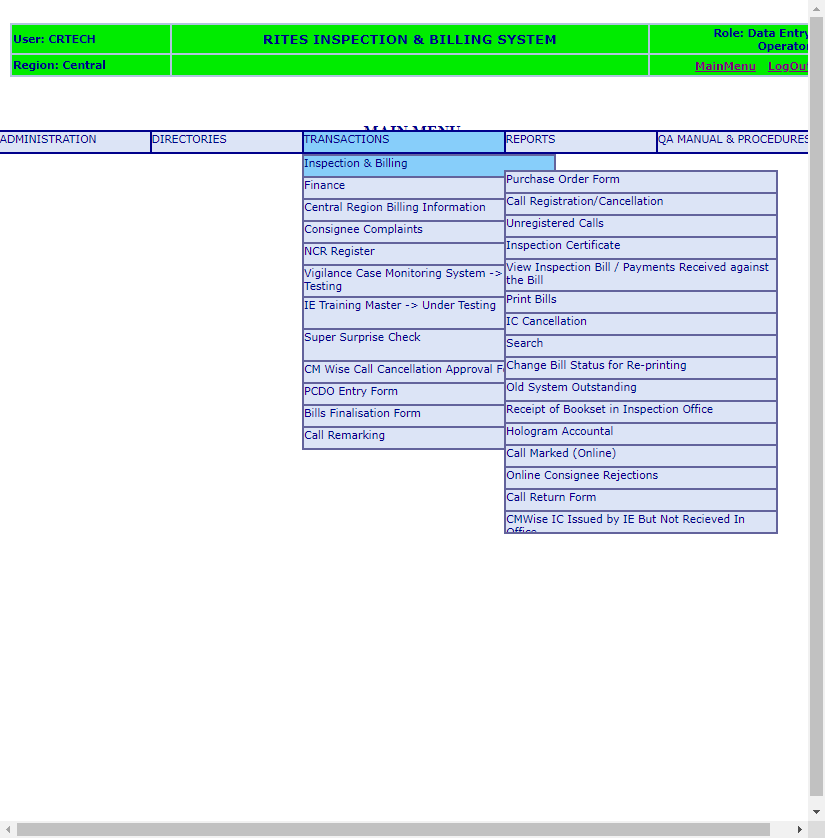 User: CRTECH
RITES INSPECTION & BILLING SYSTEM
Role: Data Entry
Operator
Region: Central
MainMenu LogOut
MAIN MENU
ADMINISTRATION
DIRECTORIES
TRANSACTIONS
REPORTS
QA MANUAL & PROCEDURES
Inspection & Billing
Finance
Central Region Billing Information
Consignee Complaints
NCR Register
Vigilance Case Monitoring System ->
Testing
IE Training Master -> Under Testing
Super Surprise Check
CM Wise Call Cancellation Approval F
PCDO Entry Form
Bills Finalisation Form
Call Remarking
Purchase Order Form
Call Registration/Cancellation
Unregistered Calls
Inspection Certificate
View Inspection Bill / Payments Received against
the Bill
Print Bills
IC Cancellation
Search
Change Bill Status for Re-printing
Old System Outstanding
Receipt of Bookset in Inspection Office
Hologram Accountal
Call Marked (Online)
Online Consignee Rejections
Call Return Form
CMWise IC Issued by IE But Not Recieved In
Office